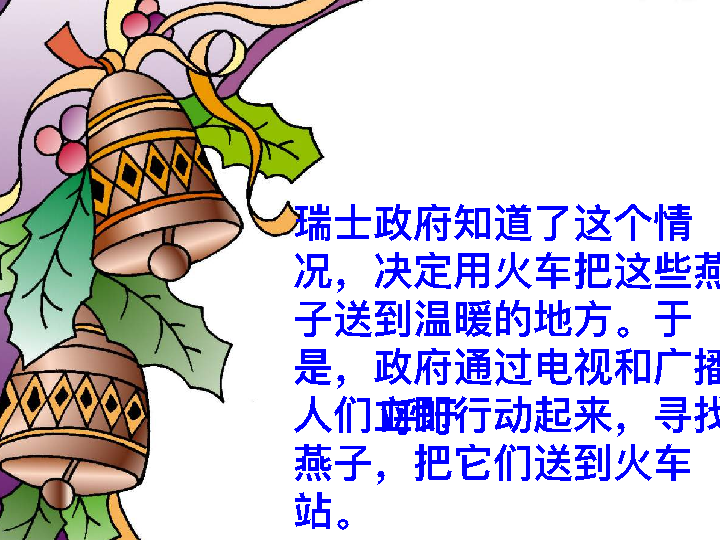 瑞士政府知道了这个情
况，决定用火车把这些燕
子送到温暖的地方。于
是，政府通过电视和广播
人们立即行动起来，寻找
燕子，把它们送到火车
站。